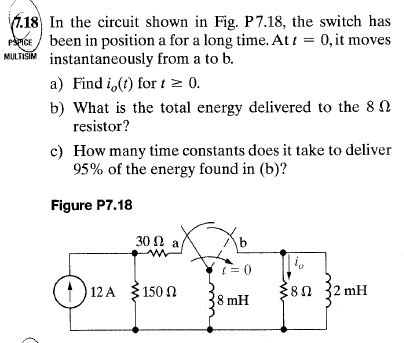 7.18 In the circuit shown in Fig. P7.18, the switch has
PSPICE been in position a for a long time. At t = 0, it moves
MULTISIM instantaneously from a to b.
a) Find iₒ(t) for t ≥ 0.
b) What is the total energy delivered to the 8 Ω
resistor?
c) How many time constants does it take to deliver
95% of the energy found in (b)?
Figure P7.18
30 Ω a b
t = 0 iₒ
12 A 150 Ω 8 mH 8 Ω 2 mH